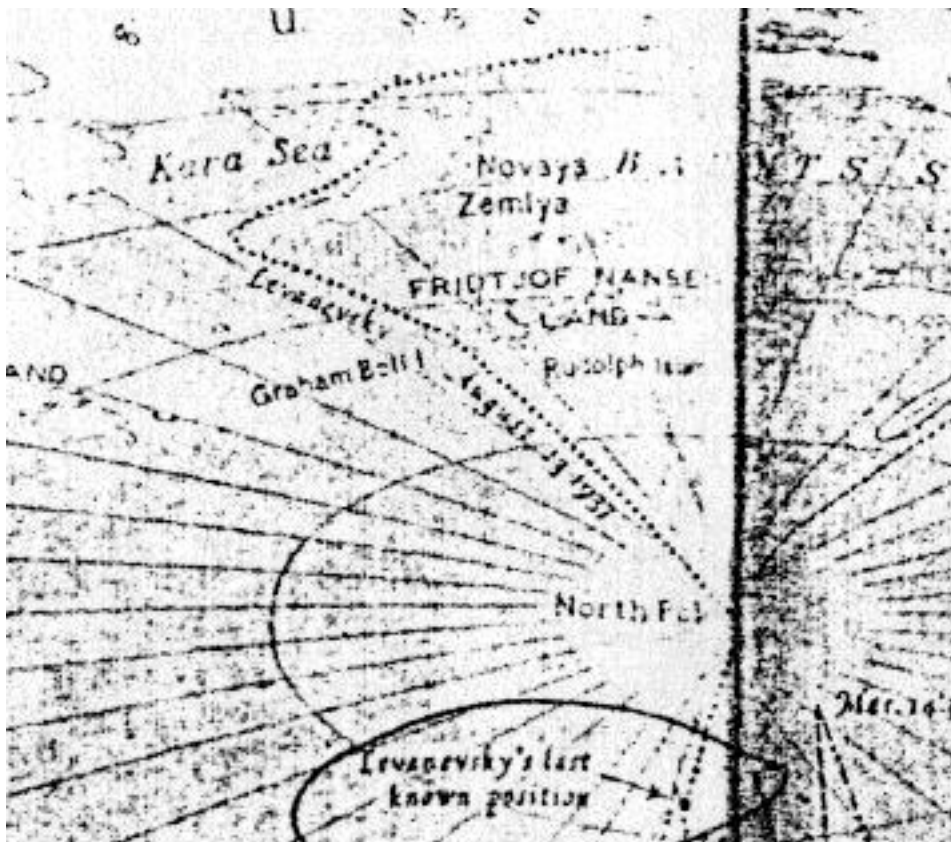 Kara Sea
Novaya
Zemlya
Levanevsky
FRIDTJOF NANSE
LAND
AND
Graham Bell I
Rudolph
August 13 1937
North Pol
Mar. 14
Levanevsky's last
known position